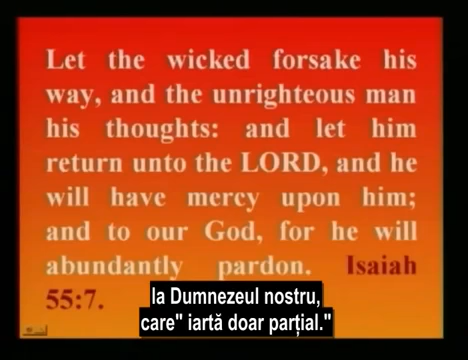 Let the wicked forsake his
way, and the unrighteous man
his thoughts: and let him
return unto the LORD, and he
will have mercy upon him;
and to our God, for he will
abundantly pardon. Isaiah
55:7.
la Dumnezeul nostru,
care" iartă doar parțial."